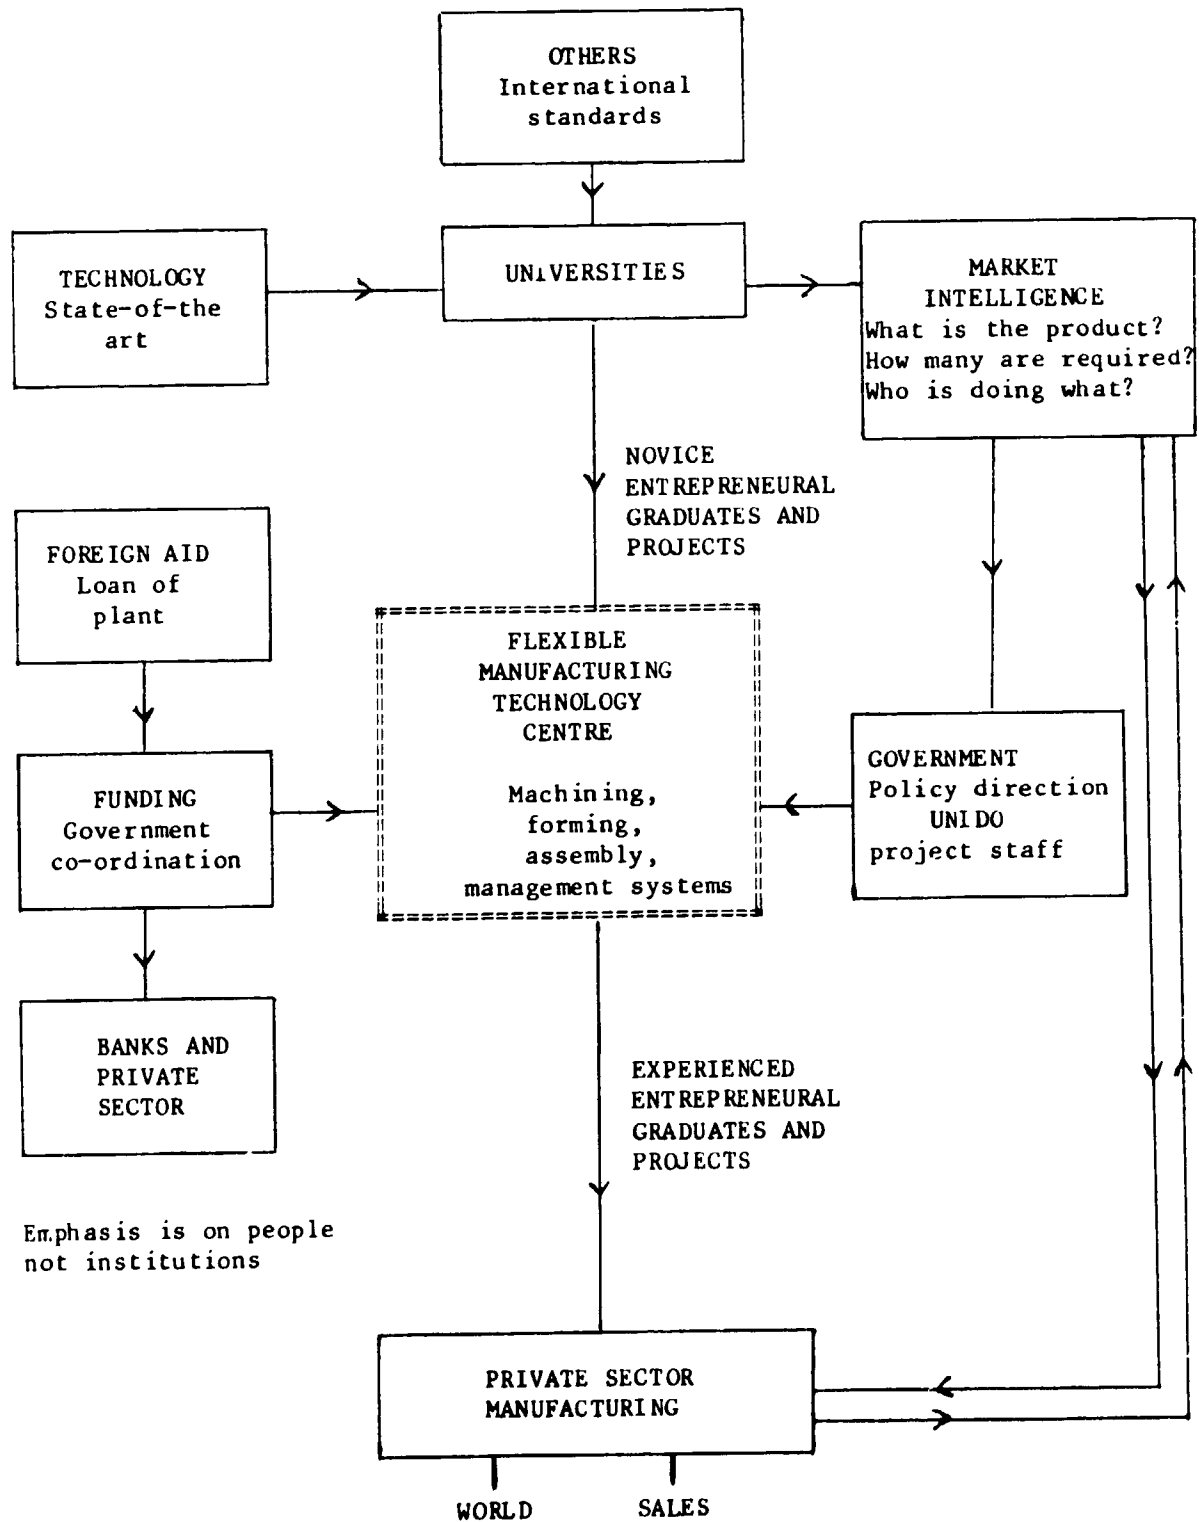 OTHERS
International
standards
TECHNOLOGY
State-of-the
art
UNIVERSITIES
MARKET
INTELLIGENCE
What is the product?
How many are required?
Who is doing what?
NOVICE
ENTREPRENEURAL
GRADUATES AND
PROJECTS
FOREIGN AID
Loan of
plant
FLEXIBLE
MANUFACTURING
TECHNOLOGY
CENTRE
Machining,
forming,
assembly,
management systems
FUNDING
Government
co-ordination
GOVERNMENT
Policy direction
UNIDO
project staff
BANKS AND
PRIVATE
SECTOR
EXPERIENCED
ENTREPRENEURAL
GRADUATES AND
PROJECTS
Emphasis is on people
not institutions
PRIVATE SECTOR
MANUFACTURING
WORLD SALES